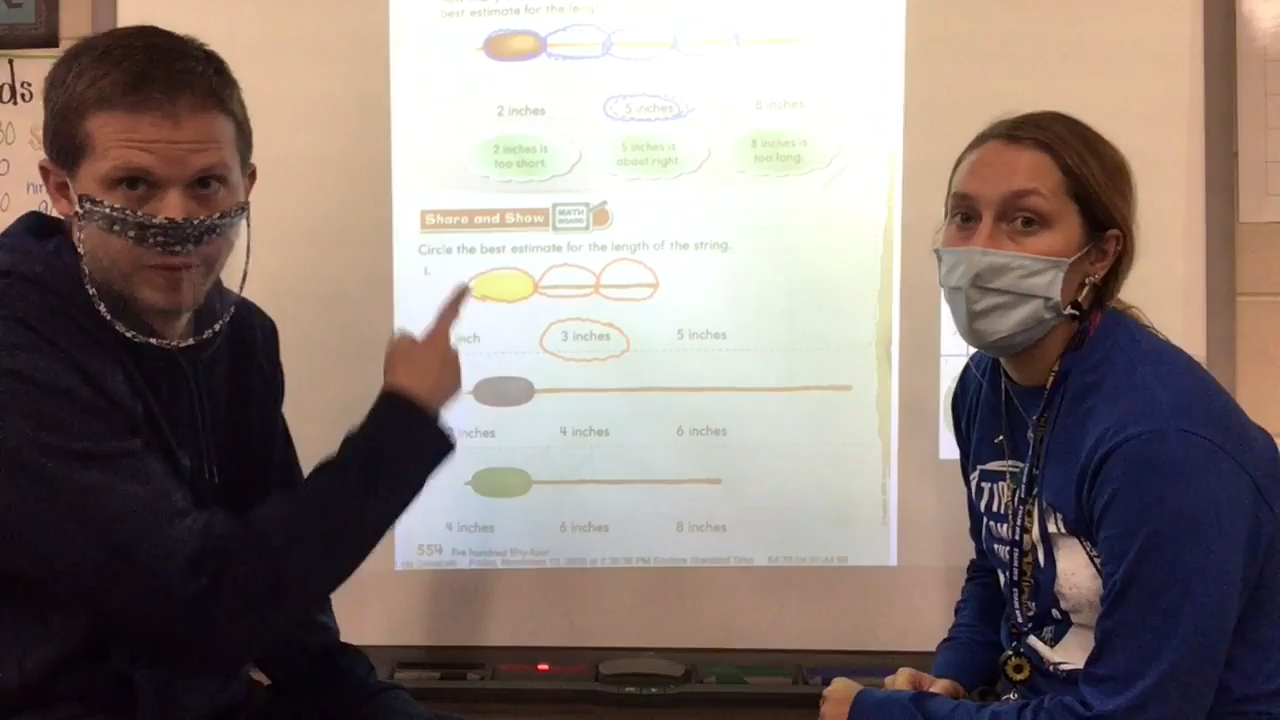 best estimate for the
2 inches 5 inches 8 inches
2 inches is
too short.
5 inches is
about right.
8 inches is
too long.
Share and Show MATH
BOARD
Circle the best estimate for the length of the string.
1.
nch 3 inches 5 inches
inches 4 inches 6 inches
4 inches 6 inches 8 inches
554 five hundred fifty-four
ds